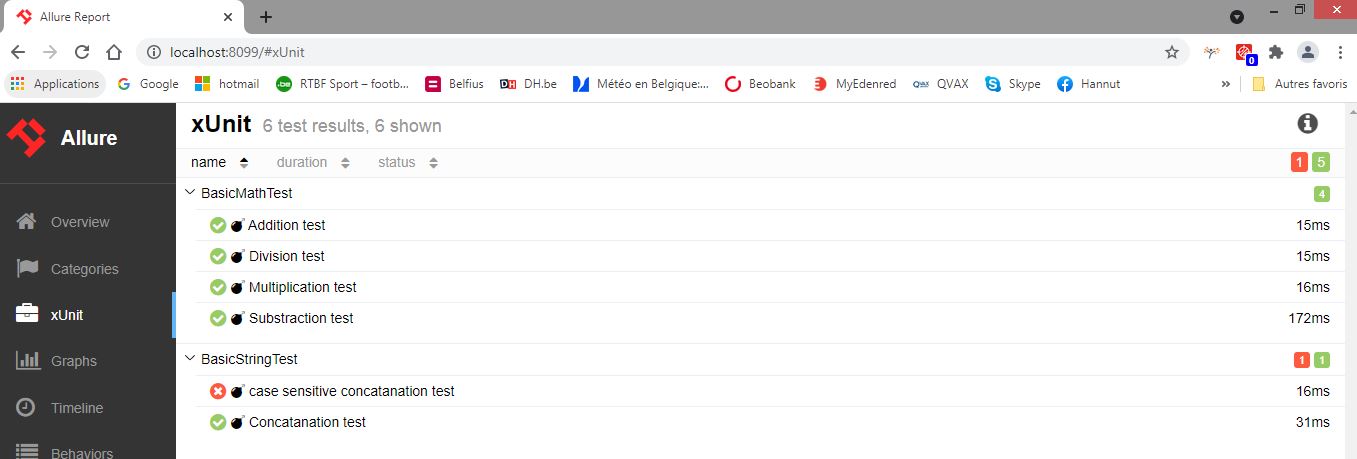 Allure Report
localhost:8099/#xUnit
Applications Google hotmail RTBF Sport – footb... Belfius DH.be Météo en Belgique:... Beobank MyEdenred QVAX Skype Hannut » Autres favoris
0
Allure
xUnit 6 test results, 6 shown
name duration status 1 5
BasicMathTest 4
Addition test 15ms
Division test 15ms
Multiplication test 16ms
Substraction test 172ms
BasicStringTest 1 1
case sensitive concatanation test 16ms
Concatanation test 31ms
Overview
Categories
xUnit
Graphs
Timeline
Behaviors